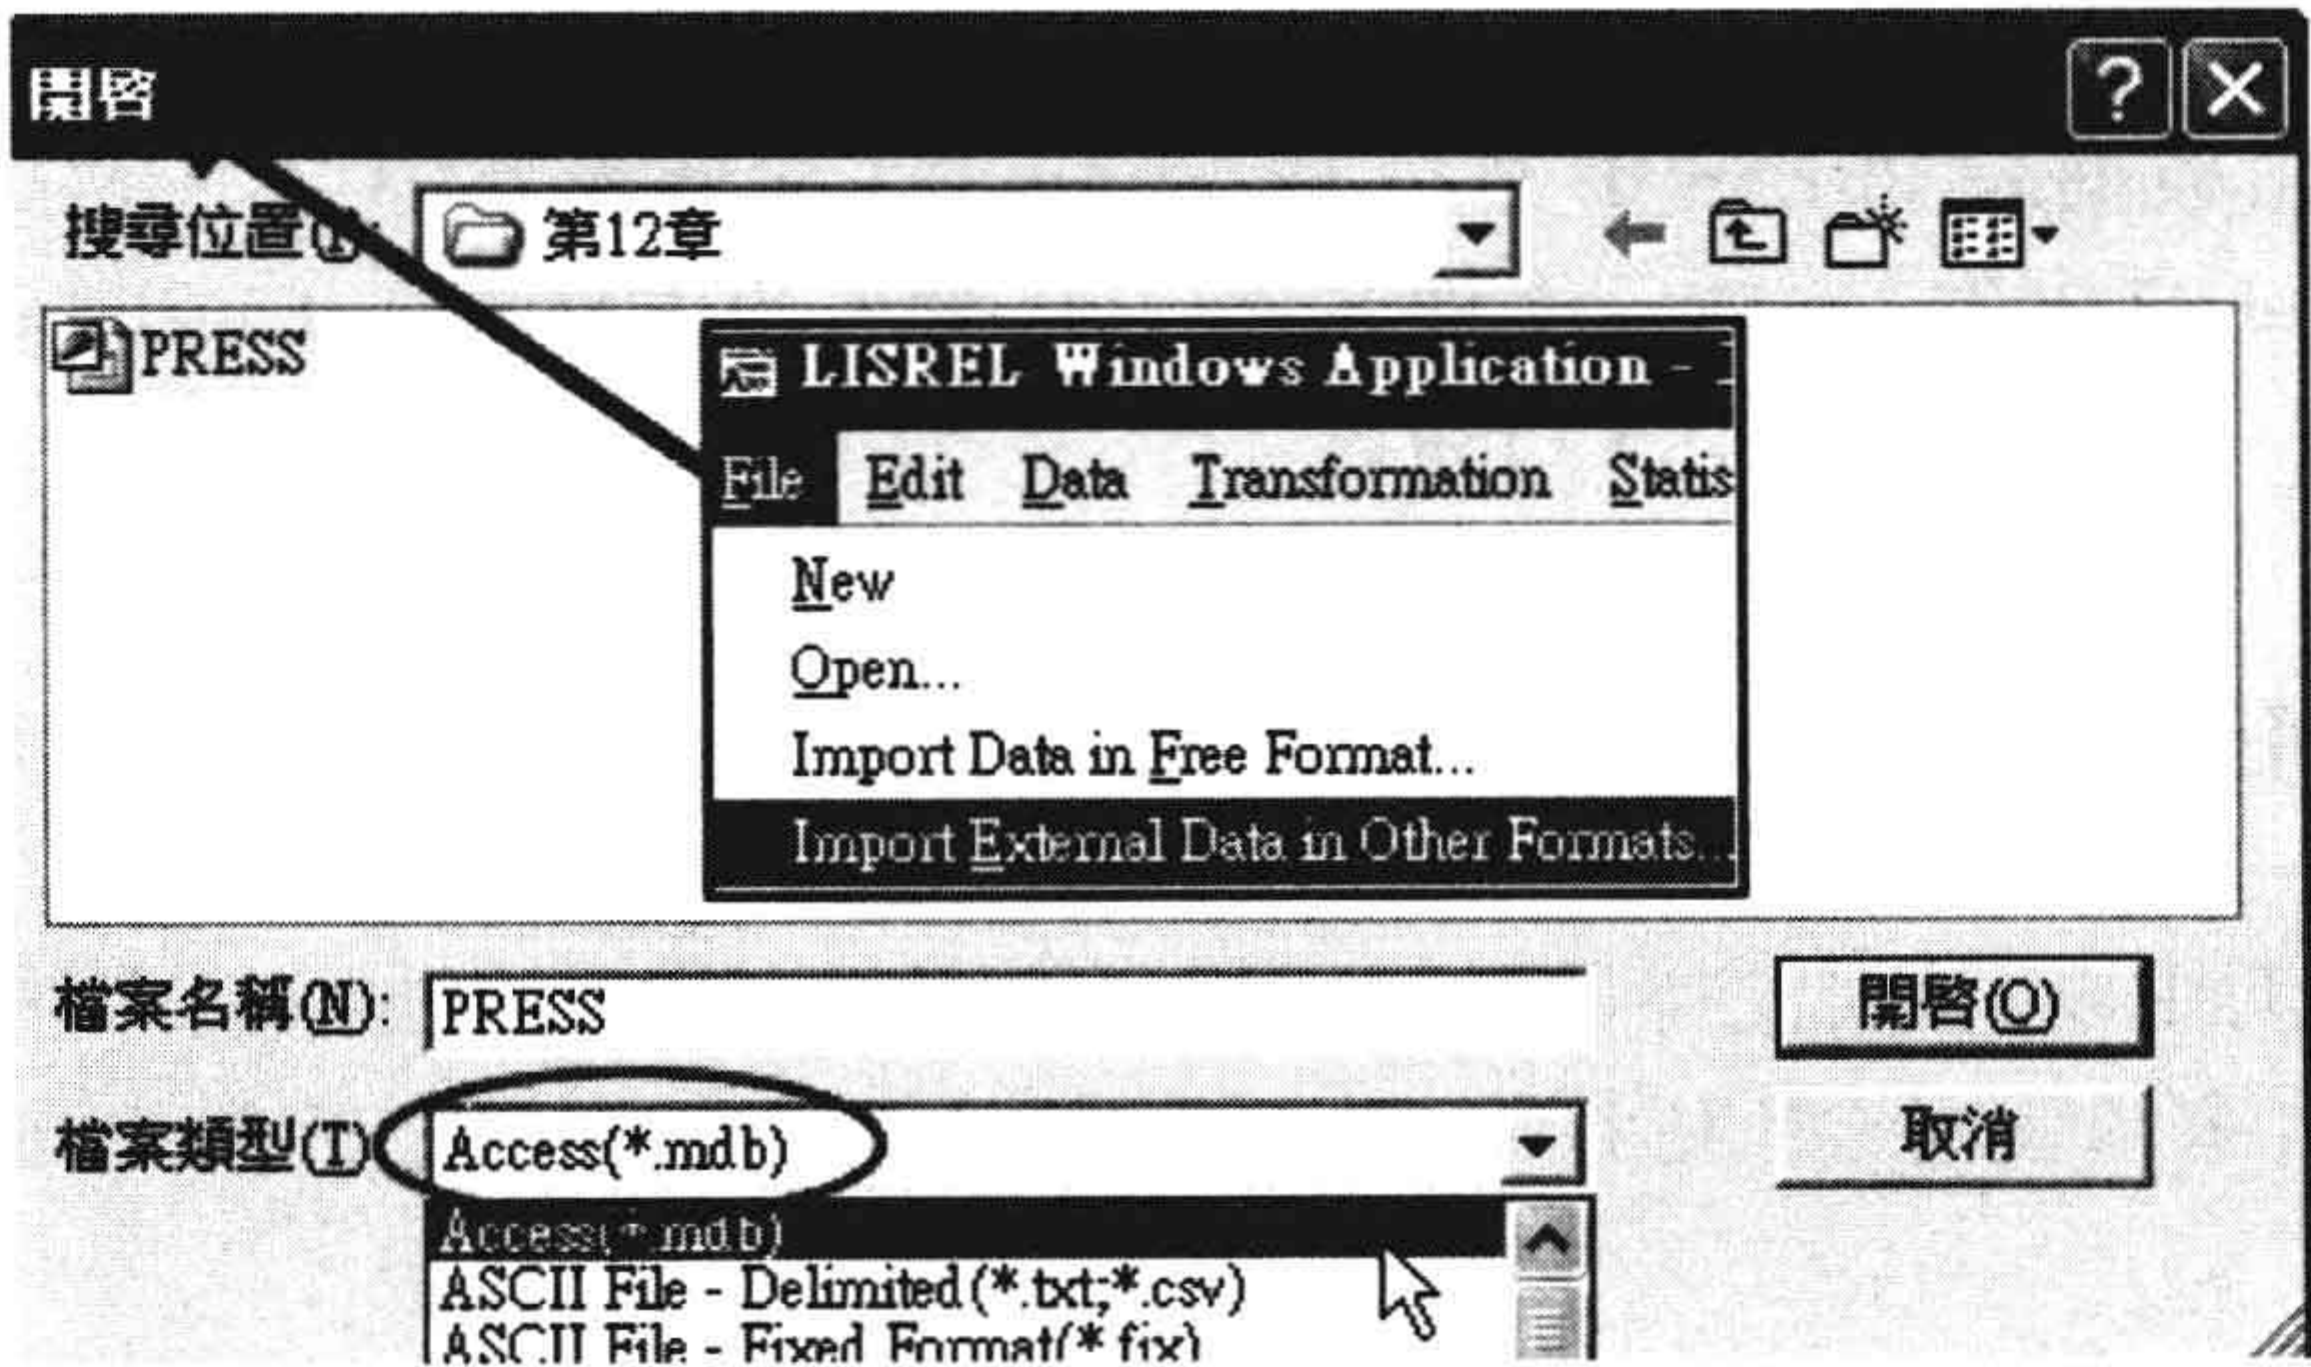 開啓
搜尋位置(I): 第12章
PRESS
LISREL Windows Application -
File Edit Data Transformation Statis
New
Open...
Import Data in Free Format...
Import External Data in Other Formats...
檔案名稱(N): PRESS 開啓(O)
檔案類型(T) Access(*.mdb) 取消
Access(*.mdb)
ASCII File - Delimited (*.txt;*.csv)
ASCII File - Fixed Format(*.fix)